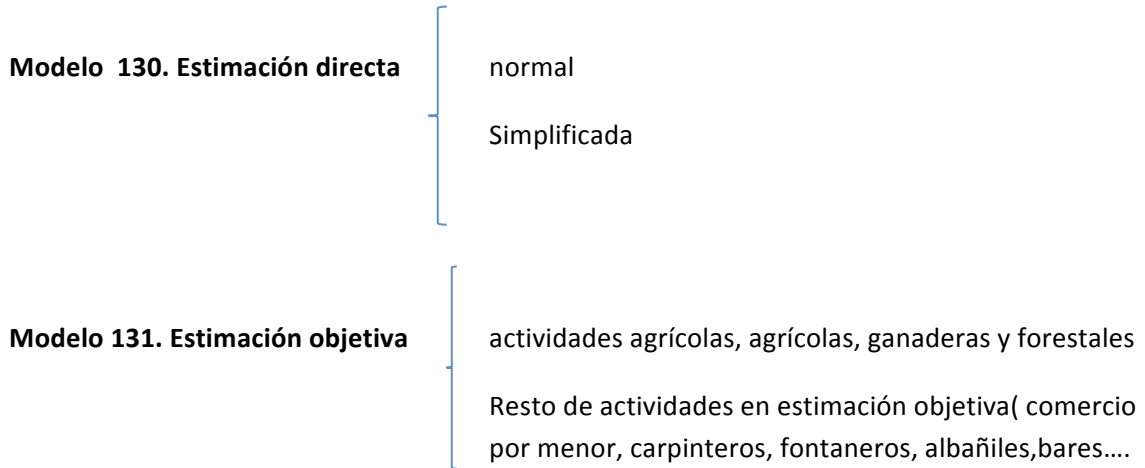 Modelo  130. Estimación directa
normal
Simplificada
Modelo 131. Estimación objetiva
actividades agrícolas, agrícolas, ganaderas y forestales
Resto de actividades en estimación objetiva( comercio
por menor, carpinteros, fontaneros, albañiles,bares….